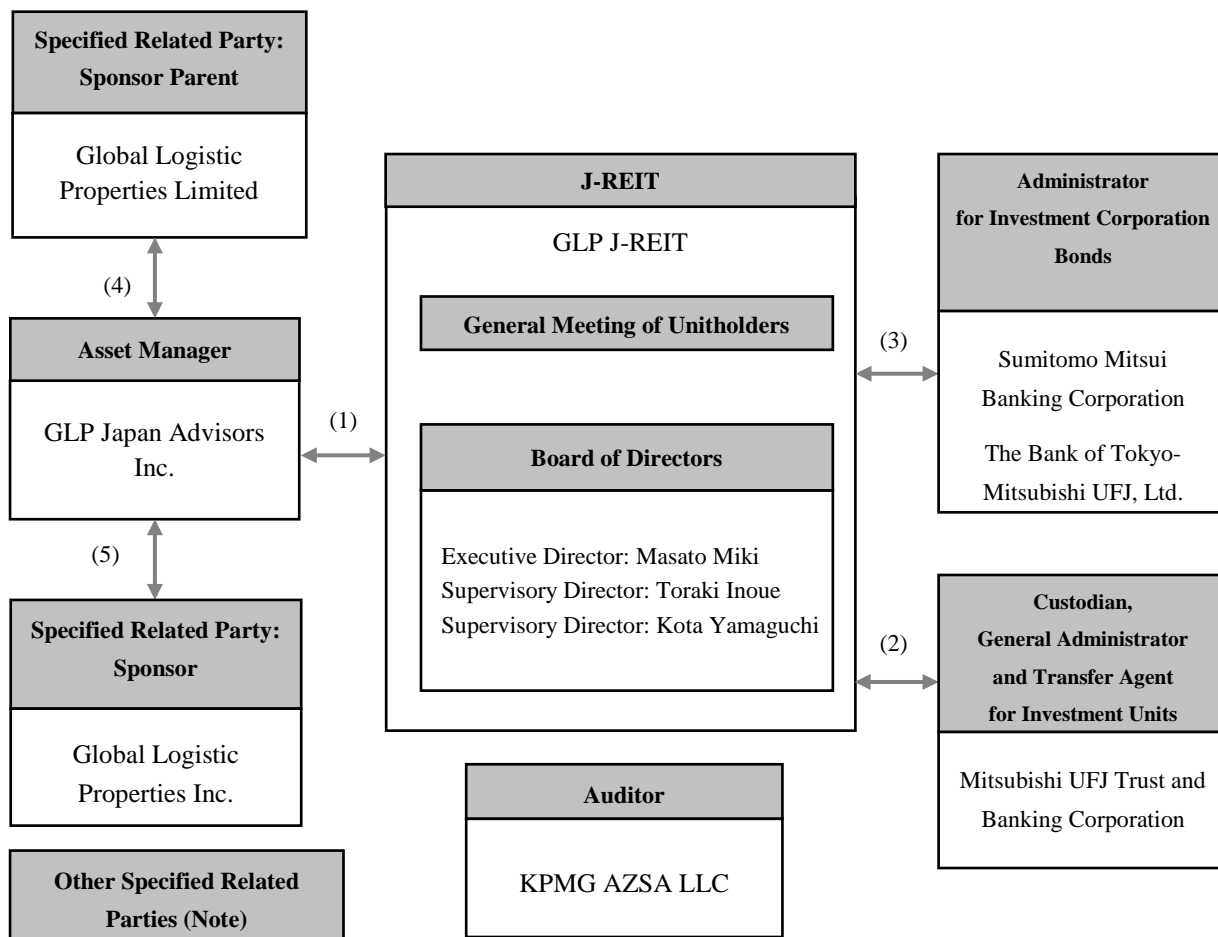 Specified Related Party:
Sponsor Parent
Global Logistic
Properties Limited
(4)
Asset Manager
GLP Japan Advisors
Inc.
(5)
Specified Related Party:
Sponsor
Global Logistic
Properties Inc.
Other Specified Related
Parties (Note)
(1)
J-REIT
GLP J-REIT
General Meeting of Unitholders
Board of Directors
Executive Director: Masato Miki
Supervisory Director: Toraki Inoue
Supervisory Director: Kota Yamaguchi
Auditor
KPMG AZSA LLC
(3)
Administrator
for Investment Corporation
Bonds
Sumitomo Mitsui
Banking Corporation
The Bank of Tokyo-
Mitsubishi UFJ, Ltd.
(2)
Custodian,
General Administrator
and Transfer Agent
for Investment Units
Mitsubishi UFJ Trust and
Banking Corporation